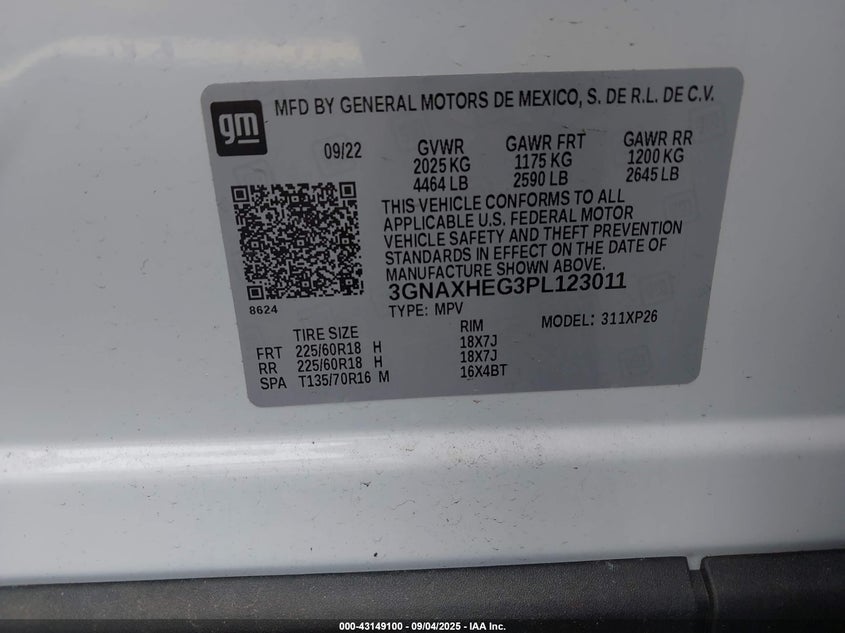 gm
MFD BY GENERAL MOTORS DE MEXICO, S. DE R.L. DE C.V.
09/22
GVWR GAWR FRT GAWR RR
2025 KG 1175 KG 1200 KG
4464 LB 2590 LB 2645 LB
THIS VEHICLE CONFORMS TO ALL
APPLICABLE U.S. FEDERAL MOTOR
VEHICLE SAFETY AND THEFT PREVENTION
STANDARDS IN EFFECT ON THE DATE OF
MANUFACTURE SHOWN ABOVE.
3GNAXHEG3PL123011
8624
TYPE: MPV MODEL: 311XP26
TIRE SIZE RIM
FRT 225/60R18 H 18X7J
RR 225/60R18 H 18X7J
SPA T135/70R16 M 16X4BT
000-43149100 - 09/04/2025 - IAA Inc.